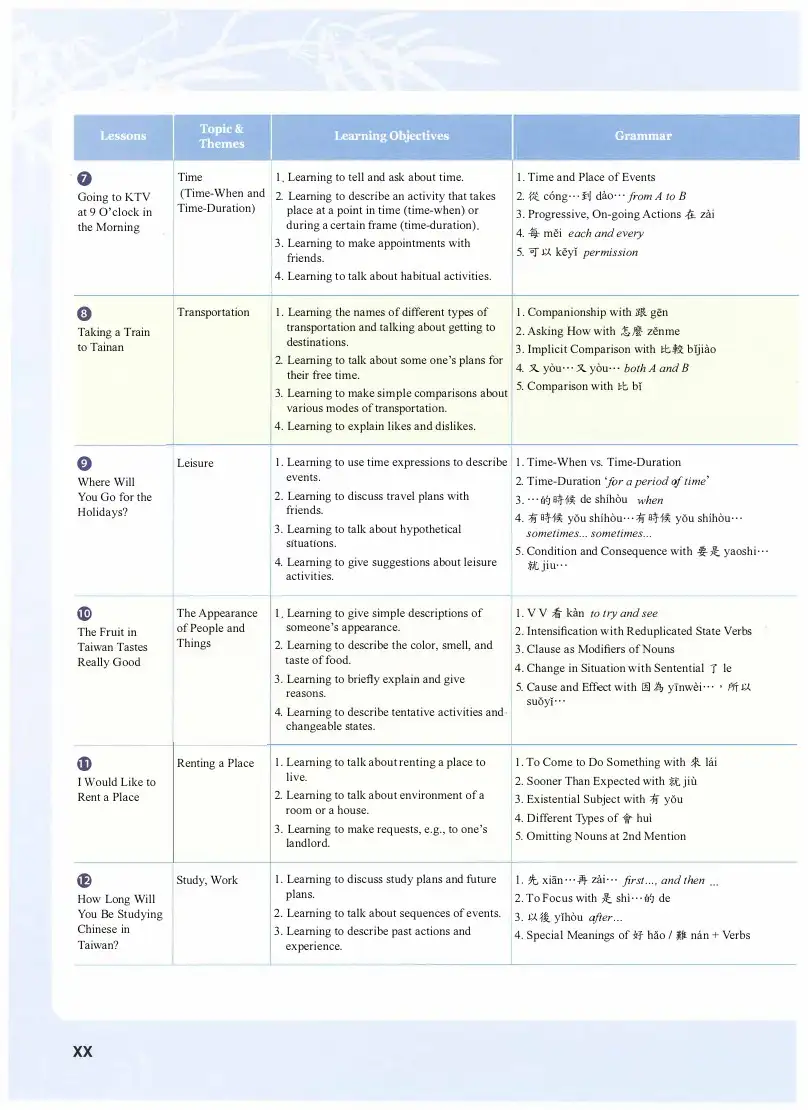 Lessons
Topic &
Themes
Learning Objectives
Grammar
7
Going to KTV
at 9 O'clock in
the Morning
Time
(Time-When and
Time-Duration)
1. Learning to tell and ask about time.
2. Learning to describe an activity that takes
place at a point in time (time-when) or
during a certain frame (time-duration).
3. Learning to make appointments with
friends.
4. Learning to talk about habitual activities.
1. Time and Place of Events
2. 從 cóng…到 dào… from A to B
3. Progressive, On-going Actions 在 zài
4. 每 měi each and every
5. 可以 kěyǐ permission
8
Taking a Train
to Tainan
Transportation
1. Learning the names of different types of
transportation and talking about getting to
destinations.
2. Learning to talk about some one's plans for
their free time.
3. Learning to make simple comparisons about
various modes of transportation.
4. Learning to explain likes and dislikes.
1. Companionship with 跟 gēn
2. Asking How with 怎麼 zěnme
3. Implicit Comparison with 比較 bǐjiào
4. 又 yòu…又 yòu… both A and B
5. Comparison with 比 bǐ
9
Where Will
You Go for the
Holidays?
Leisure
1. Learning to use time expressions to describe
events.
2. Learning to discuss travel plans with
friends.
3. Learning to talk about hypothetical
situations.
4. Learning to give suggestions about leisure
activities.
1. Time-When vs. Time-Duration
2. Time-Duration 'for a period of time'
3. …的時候 de shíhòu when
4. 有時候 yǒu shíhòu…有時候 yǒu shíhòu…
sometimes... sometimes...
5. Condition and Consequence with 要是 yaoshi…
就 jiu…
10
The Fruit in
Taiwan Tastes
Really Good
The Appearance
of People and
Things
1. Learning to give simple descriptions of
someone's appearance.
2. Learning to describe the color, smell, and
taste of food.
3. Learning to briefly explain and give
reasons.
4. Learning to describe tentative activities and
changeable states.
1. V V 看 kàn to try and see
2. Intensification with Reduplicated State Verbs
3. Clause as Modifiers of Nouns
4. Change in Situation with Sentential 了 le
5. Cause and Effect with 因為 yīnwèi…，所以
suǒyǐ…
11
I Would Like to
Rent a Place
Renting a Place
1. Learning to talk about renting a place to
live.
2. Learning to talk about environment of a
room or a house.
3. Learning to make requests, e.g., to one's
landlord.
1. To Come to Do Something with 來 lái
2. Sooner Than Expected with 就 jiù
3. Existential Subject with 有 yǒu
4. Different Types of 會 huì
5. Omitting Nouns at 2nd Mention
12
How Long Will
You Be Studying
Chinese in
Taiwan?
Study, Work
1. Learning to discuss study plans and future
plans.
2. Learning to talk about sequences of events.
3. Learning to describe past actions and
experience.
1. 先 xiān…再 zài… first..., and then ...
2. To Focus with 是 shì…的 de
3. 以後 yǐhòu after...
4. Special Meanings of 好 hǎo / 難 nán + Verbs
XX